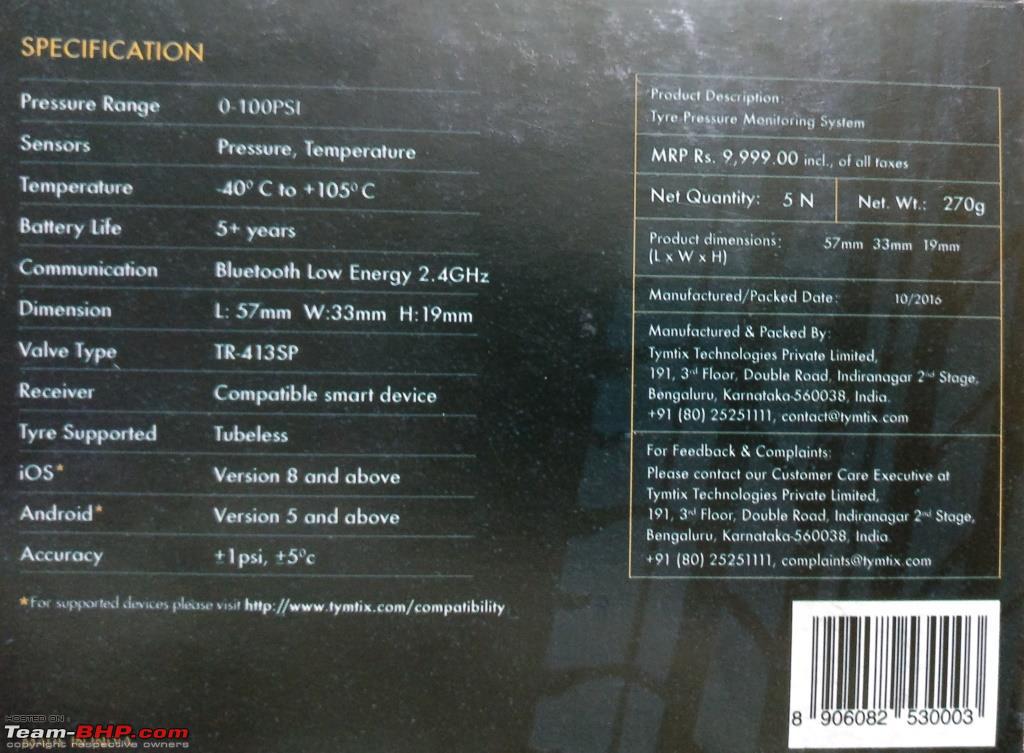 SPECIFICATION
Pressure Range 0-100PSI
Sensors Pressure, Temperature
Temperature -40° C to +105° C
Battery Life 5+ years
Communication Bluetooth Low Energy 2.4GHz
Dimension L: 57mm W:33mm H:19mm
Valve Type TR-413SP
Receiver Compatible smart device
Tyre Supported Tubeless
iOS* Version 8 and above
Android* Version 5 and above
Accuracy ±1psi, ±5°c
*For supported devices please visit http://www.tymtix.com/compatibility
Product Description:
Tyre Pressure Monitoring System
MRP Rs. 9,999.00 incl., of all taxes
Net Quantity: 5 N Net. Wt.: 270g
Product dimensions: 57mm 33mm 19mm
(L x W x H)
Manufactured/Packed Date: 10/2016
Manufactured & Packed By:
Tymtix Technologies Private Limited,
191, 3rd Floor, Double Road, Indiranagar 2nd Stage,
Bengaluru, Karnataka-560038, India.
+91 (80) 25251111, contact@tymtix.com
For Feedback & Complaints:
Please contact our Customer Care Executive at
Tymtix Technologies Private Limited,
191, 3rd Floor, Double Road, Indiranagar 2nd Stage,
Bengaluru, Karnataka-560038, India.
+91 (80) 25251111, complaints@tymtix.com
8 906082 530003
HOSTED ON :
Team-BHP.com
copyright respective owners